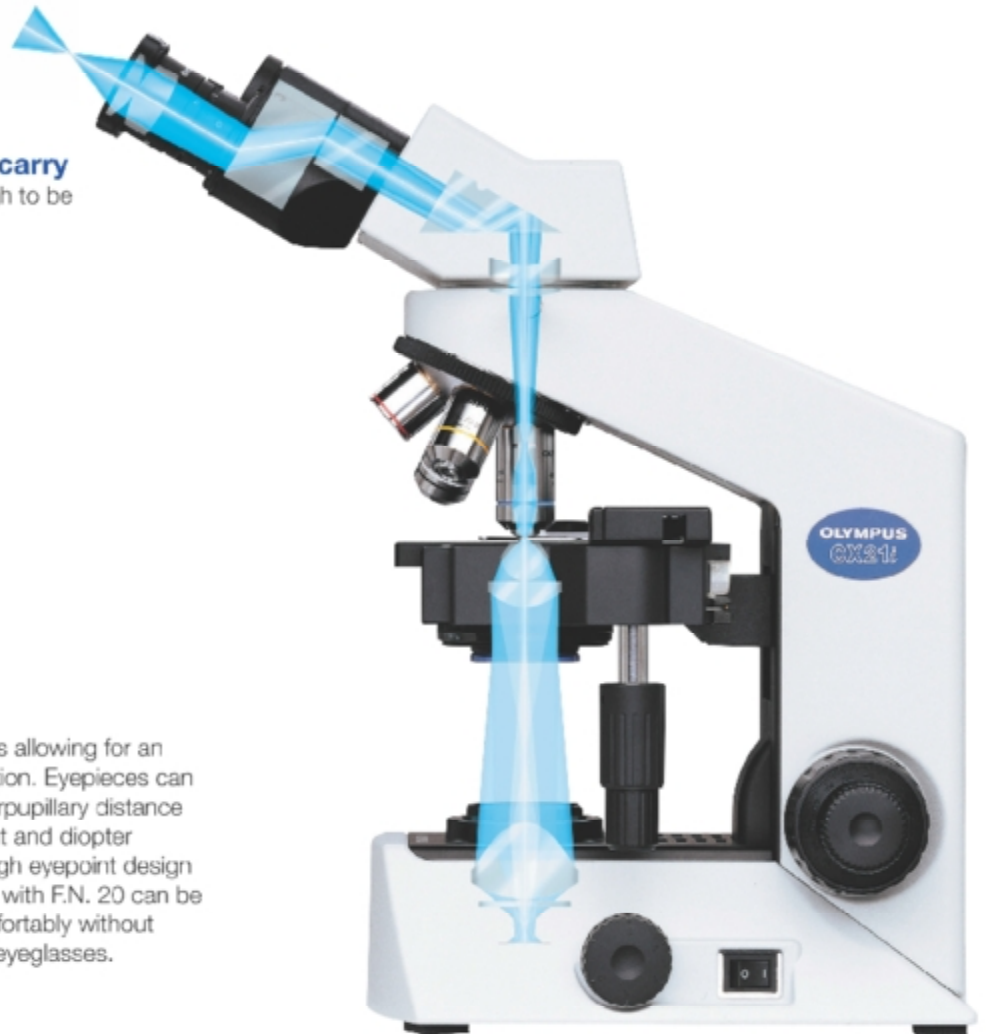 carry
h to be
OLYMPUS
CX21i
s allowing for an
ion. Eyepieces can
rpupillary distance
t and diopter
gh eyepoint design
with F.N. 20 can be
fortably without
eyeglasses.
O I